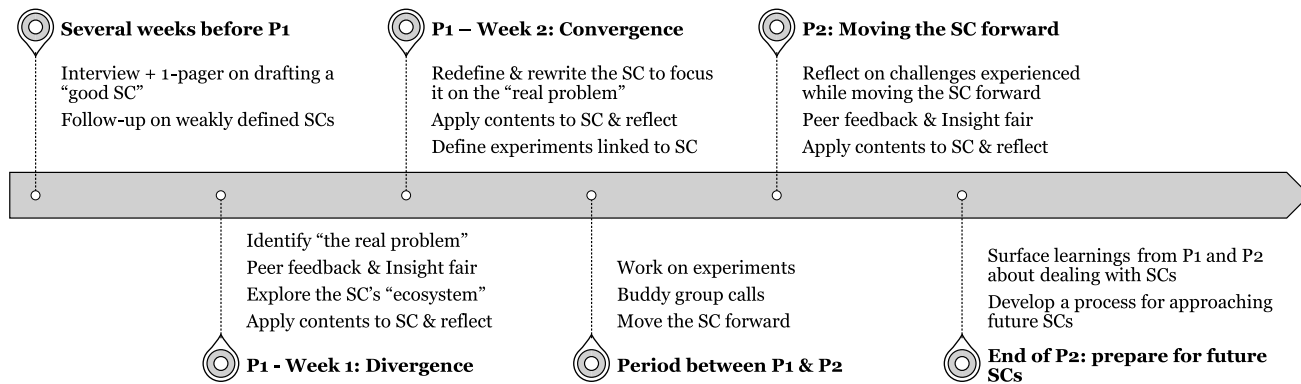 Several weeks before P1
Interview + 1-pager on drafting a
“good SC”
Follow-up on weakly defined SCs
P1 – Week 2: Convergence
Redefine & rewrite the SC to focus
it on the “real problem”
Apply contents to SC & reflect
Define experiments linked to SC
P2: Moving the SC forward
Reflect on challenges experienced
while moving the SC forward
Peer feedback & Insight fair
Apply contents to SC & reflect
Identify “the real problem”
Peer feedback & Insight fair
Explore the SC’s “ecosystem”
Apply contents to SC & reflect
P1 - Week 1: Divergence
Work on experiments
Buddy group calls
Move the SC forward
Period between P1 & P2
Surface learnings from P1 and P2
about dealing with SCs
Develop a process for approaching
future SCs
End of P2: prepare for future
SCs